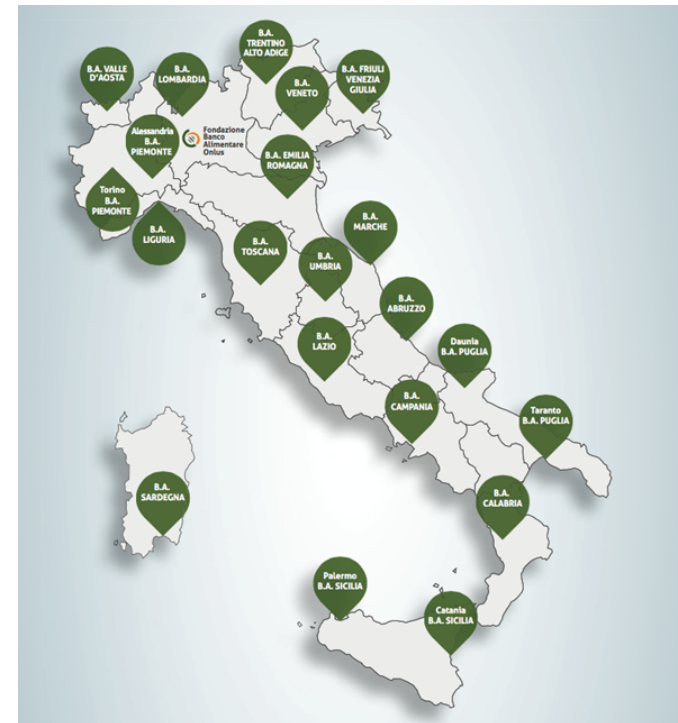 B.A.
TRENTINO
ALTO ADIGE
B.A. VALLE
D'AOSTA
B.A.
LOMBARDIA
B.A.
VENETO
B.A. FRIULI
VENEZIA
GIULIA
Alessandria
B.A.
PIEMONTE
Fondazione
Banco
Alimentare
Onlus
B.A. EMILIA
ROMAGNA
Torino
B.A.
PIEMONTE
B.A.
LIGURIA
B.A.
TOSCANA
B.A.
UMBRIA
B.A.
MARCHE
B.A.
ABRUZZO
B.A.
LAZIO
Daunia
B.A. PUGLIA
B.A.
CAMPANIA
Taranto
B.A. PUGLIA
B.A.
SARDEGNA
B.A.
CALABRIA
Palermo
B.A. SICILIA
Catania
B.A. SICILIA